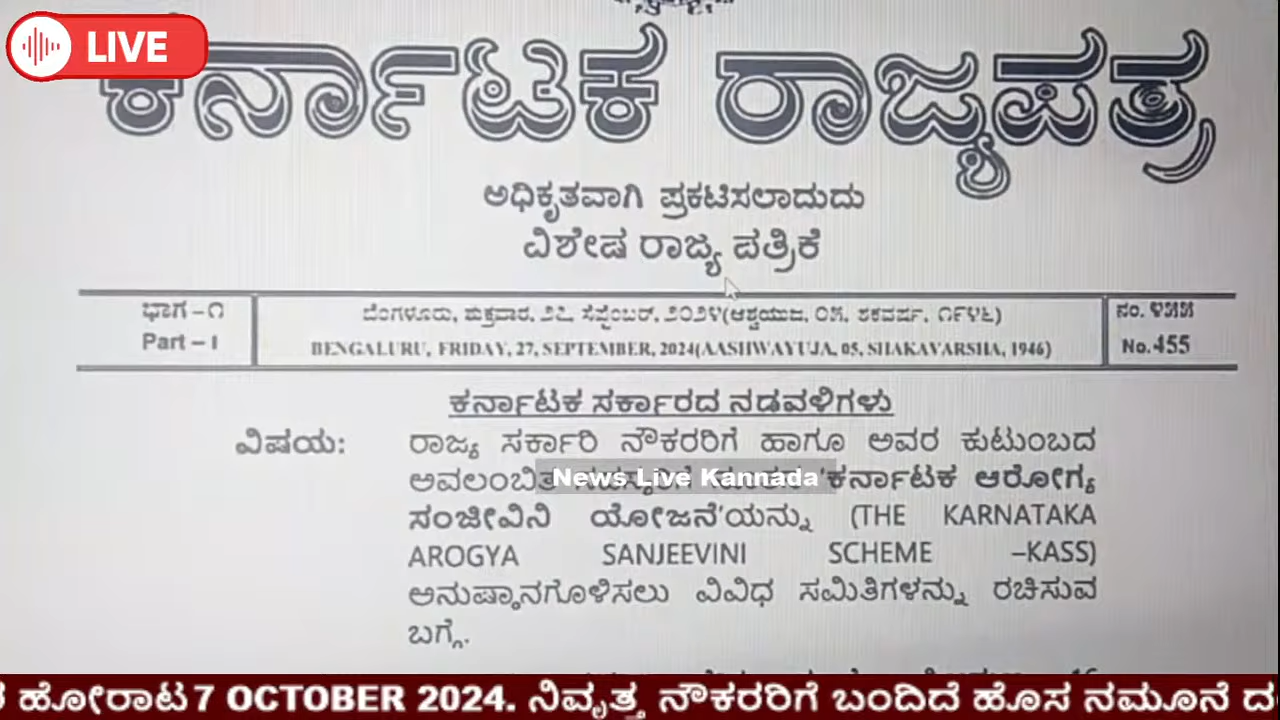 LIVE
ಕರ್ನಾಟಕ ರಾಜ್ಯಪತ್ರ
ಅಧಿಕೃತವಾಗಿ ಪ್ರಕಟಿಸಲಾದುದು
ವಿಶೇಷ ರಾಜ್ಯ ಪತ್ರಿಕೆ
ಭಾಗ–೧ ಬೆಂಗಳೂರು, ಶುಕ್ರವಾರ, ೨೭, ಸೆಪ್ಟೆಂಬರ್, ೨೦೨೪(ಆಶ್ವಯುಜ, ೦೫, ಶಕವರ್ಷ, ೧೯೪೬) ನಂ. ೪೫೫
Part – I BENGALURU, FRIDAY, 27, SEPTEMBER, 2024(AASHWAYUJA, 05, SHAKAVARSHA, 1946) No. 455
ಕರ್ನಾಟಕ ಸರ್ಕಾರದ ನಡವಳಿಗಳು
ವಿಷಯ: ರಾಜ್ಯ ಸರ್ಕಾರಿ ನೌಕರರಿಗೆ ಹಾಗೂ ಅವರ ಕುಟುಂಬದ
ಅವಲಂಬಿತ 'ಕರ್ನಾಟಕ ಆರೋಗ್ಯ
News Live Kannada
ಸಂಜೀವಿನಿ ಯೋಜನೆ'ಯನ್ನು (THE KARNATAKA
AROGYA SANJEEVINI SCHEME –KASS)
ಅನುಷ್ಠಾನಗೊಳಿಸಲು ವಿವಿಧ ಸಮಿತಿಗಳನ್ನು ರಚಿಸುವ
ಬಗ್ಗೆ.
ಹೋರಾಟ 7 OCTOBER 2024. ನಿವೃತ್ತ ನೌಕರರಿಗೆ ಬಂದಿದೆ ಹೊಸ ನಮೂನೆ